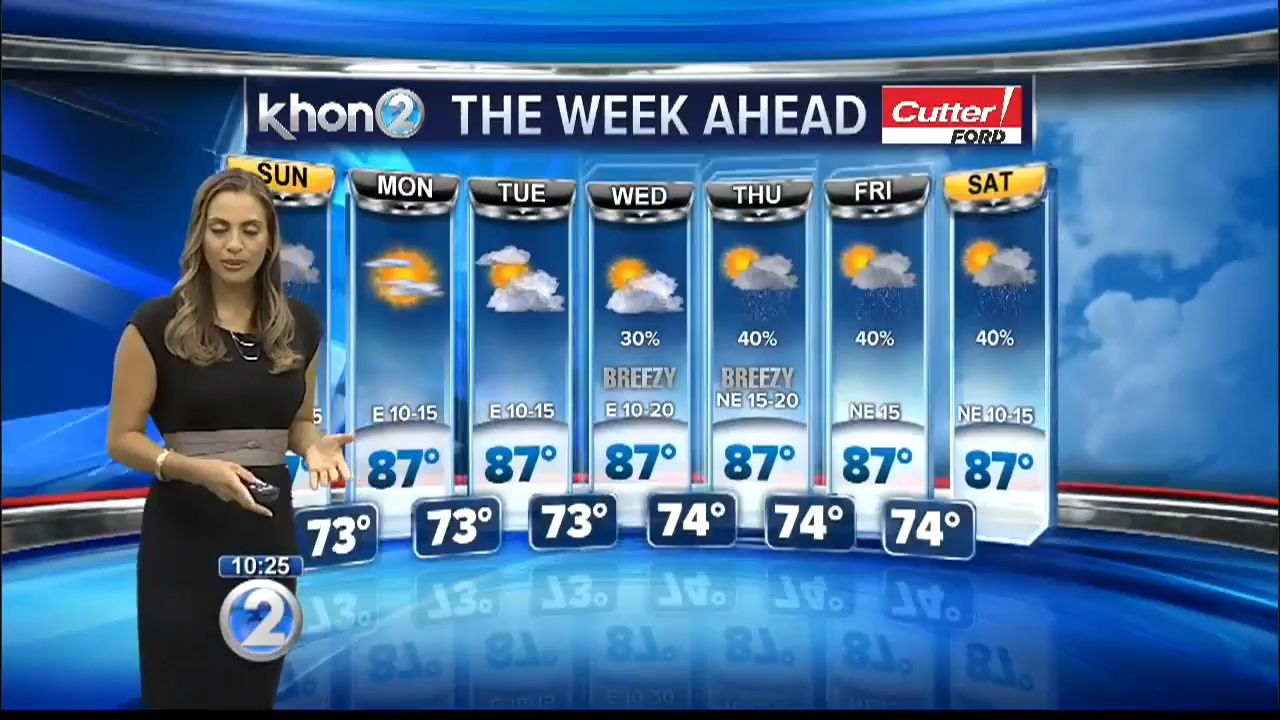 khon2 THE WEEK AHEAD Cutter!
FORD
SUN MON TUE WED THU FRI SAT
30% 40% 40% 40%
BREEZY BREEZY
5 E 10-15 E 10-15 E 10-20 NE 15-20 NE 15 NE 10-15
7° 87° 87° 87° 87° 87° 87°
73° 73° 73° 74° 74° 74°
10:25
2